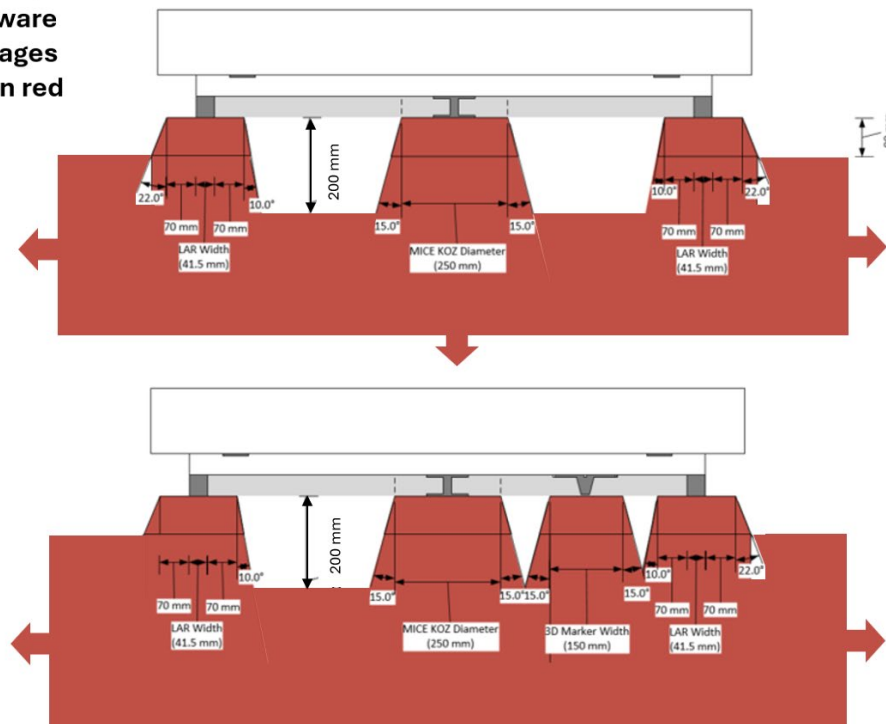 ware
ages
n red
200 mm
22.0°
10.0°
70 mm
70 mm
LAR Width
(41.5 mm)
15.0°
15.0°
MICE KOZ Diameter
(250 mm)
10.0°
22.0°
70 mm
70 mm
LAR Width
(41.5 mm)
200 mm
10.0°
70 mm
70 mm
LAR Width
(41.5 mm)
15.0°
15.0°
MICE KOZ Diameter
(250 mm)
15.0°
15.0°
3D Marker Width
(150 mm)
10.0°
22.0°
70 mm
70 mm
LAR Width
(41.5 mm)